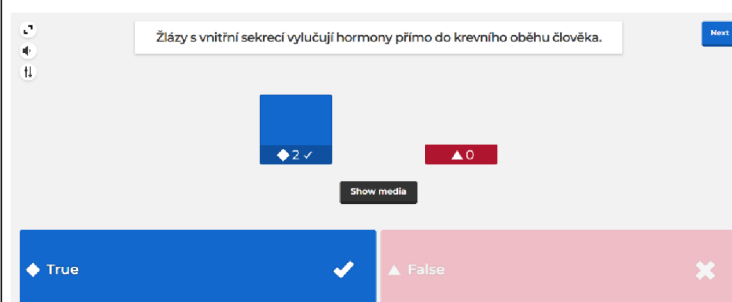 Žlázy s vnitřní sekrecí vylučují hormony přímo do krevního oběhu člověka.
Next
2
0
Show media
True
False